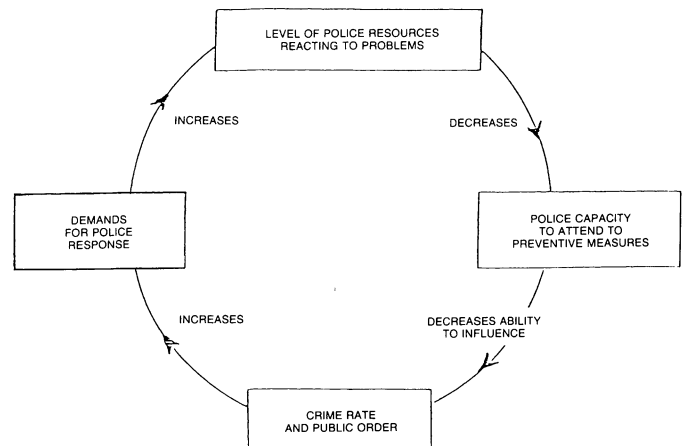 LEVEL OF POLICE RESOURCES
REACTING TO PROBLEMS
INCREASES
DECREASES
DEMANDS
FOR POLICE
RESPONSE
POLICE CAPACITY
TO ATTEND TO
PREVENTIVE MEASURES
INCREASES
DECREASES ABILITY
TO INFLUENCE
CRIME RATE
AND PUBLIC ORDER